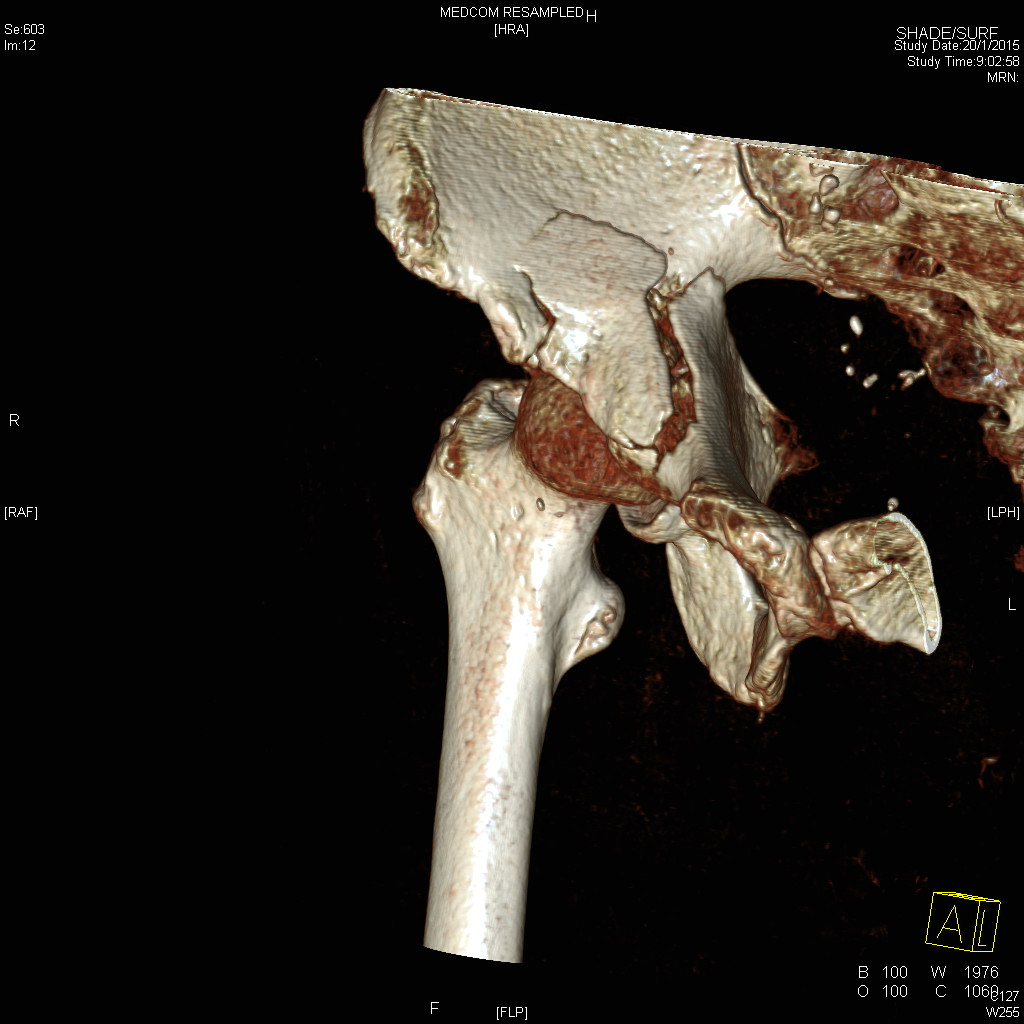 MEDCOM RESAMPLED
H
[HRA]
Se:603
Im:12
SHADE/SURF
Study Date:20/1/2015
Study Time:9:02:58
MRN:
R
[RAF]
[LPH]
L
A L
B 100 W 1976
O 100 C 1060
C127
W255
F
[FLP]